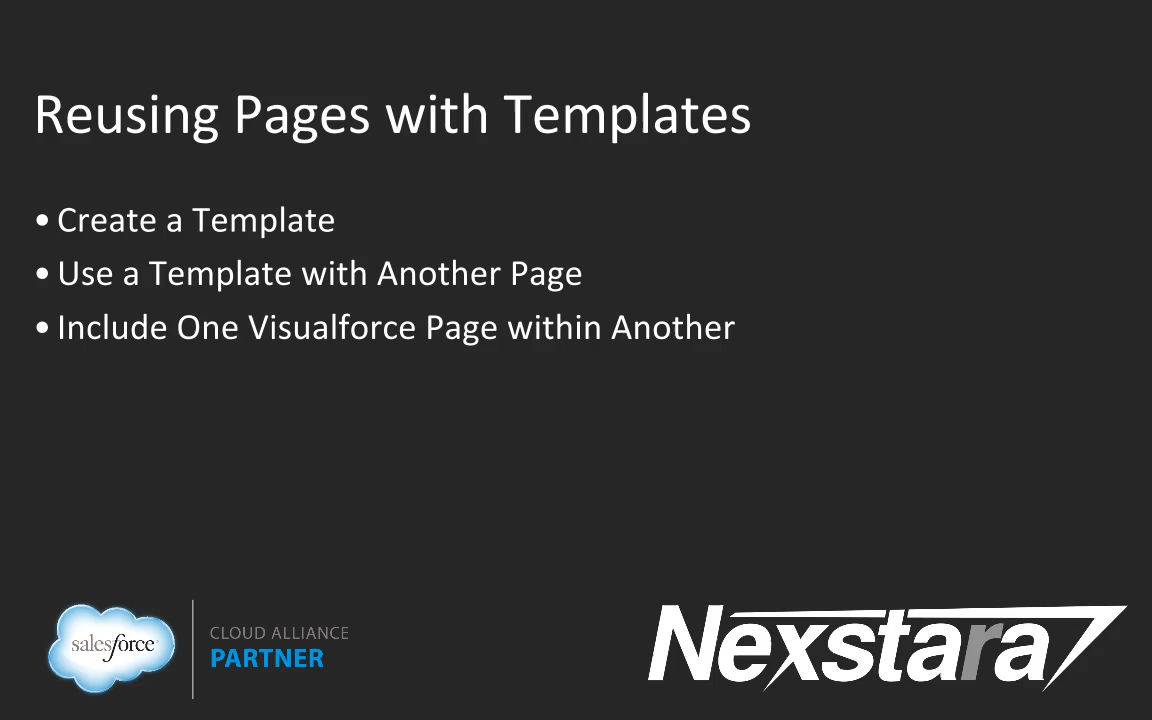 Reusing Pages with Templates
• Create a Template
• Use a Template with Another Page
• Include One Visualforce Page within Another
salesforce
CLOUD ALLIANCE
PARTNER
Nexstara